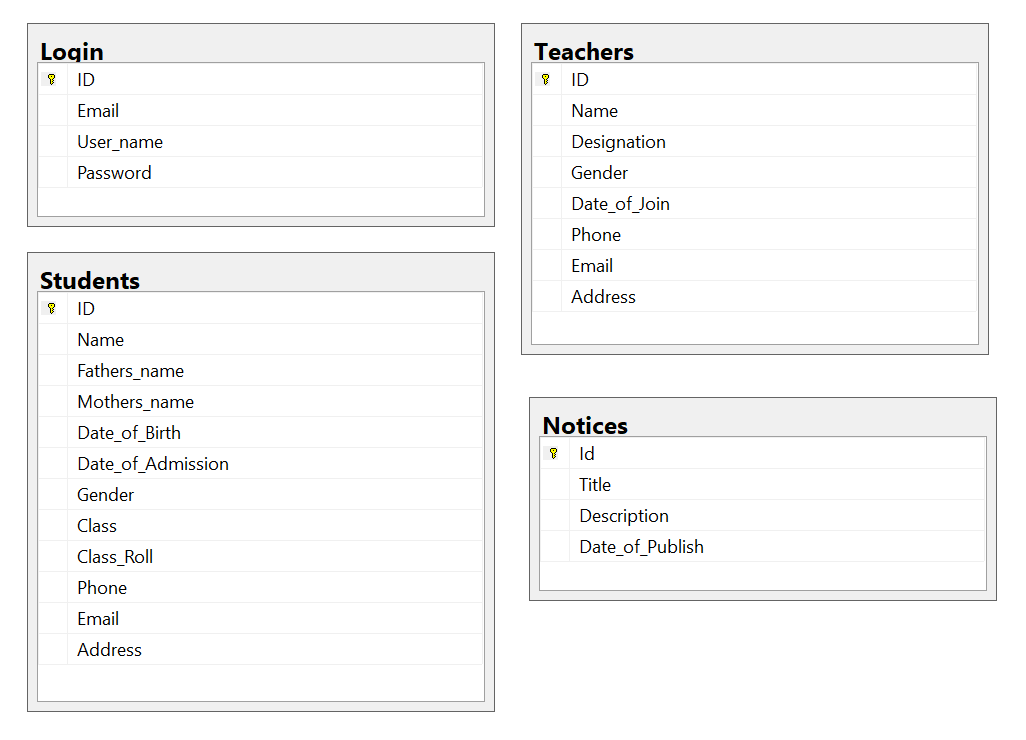 Login
ID
Email
User_name
Password
Students
ID
Name
Fathers_name
Mothers_name
Date_of_Birth
Date_of_Admission
Gender
Class
Class_Roll
Phone
Email
Address
Teachers
ID
Name
Designation
Gender
Date_of_Join
Phone
Email
Address
Notices
Id
Title
Description
Date_of_Publish